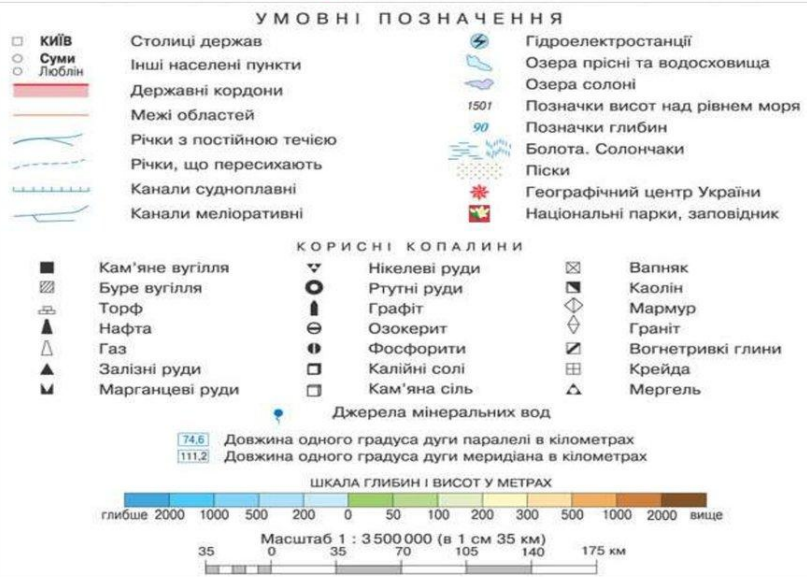 УМОВНІ ПОЗНАЧЕННЯ
КИЇВ Столиці держав
Суми
Люблін
Інші населені пункти
Державні кордони
Межі областей
Річки з постійною течією
Річки, що пересихають
Канали судноплавні
Канали меліоративні
Гідроелектростанції
Озера прісні та водосховища
Озера солоні
1501 Позначки висот над рівнем моря
90 Позначки глибин
Болота. Солончаки
Піски
Географічний центр України
Національні парки, заповідник
КОРИСНІ КОПАЛИНИ
Кам'яне вугілля
Буре вугілля
Торф
Нафта
Газ
Залізні руди
Марганцеві руди
Нікелеві руди
Ртутні руди
Графіт
Озокерит
Фосфорити
Калійні солі
Кам'яна сіль
Вапняк
Каолін
Мармур
Граніт
Вогнетривкі глини
Крейда
Мергель
Джерела мінеральних вод
74,6 Довжина одного градуса дуги паралелі в кілометрах
111,2 Довжина одного градуса дуги меридіана в кілометрах
ШКАЛА ГЛИБИН І ВИСОТ У МЕТРАХ
глибше 2000 1000 500 200 0 50 100 200 300 500 1000 2000 вище
Масштаб 1 : 3 500 000 (в 1 см 35 км)
35 0 35 70 105 140 175 км